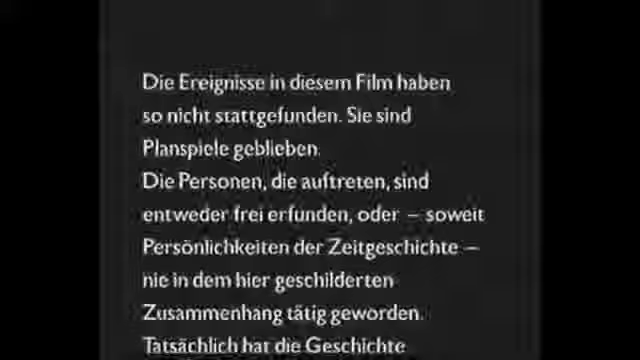 Die Ereignisse in diesem Film haben
so nicht stattgefunden. Sie sind
Planspiele geblieben.
Die Personen, die auftreten, sind
entweder frei erfunden, oder – soweit
Persönlichkeiten der Zeitgeschichte –
nie in dem hier geschilderten
Zusammenhang tätig geworden.
Tatsächlich hat die Geschichte